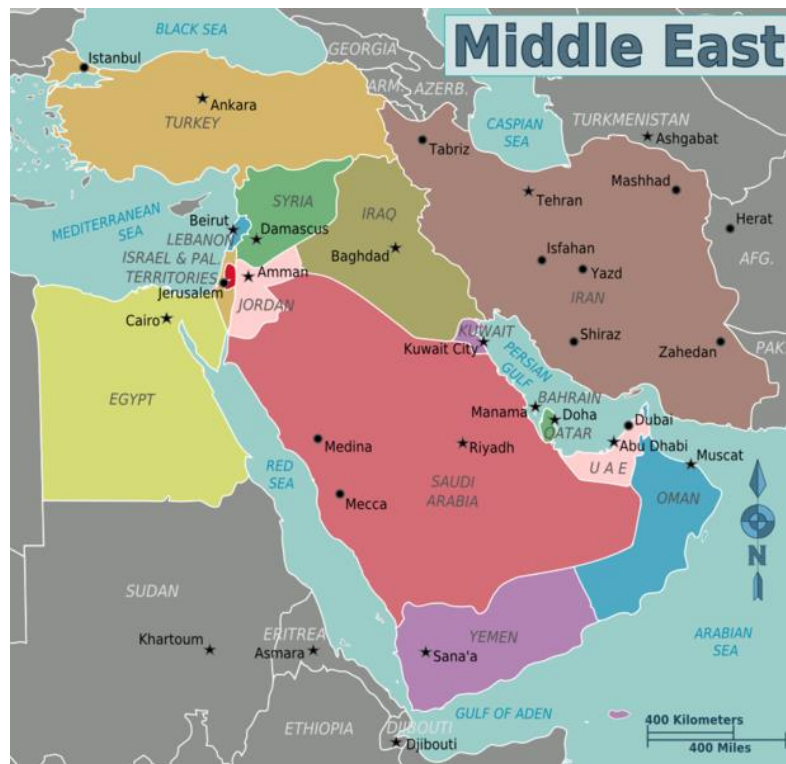 Middle East
BLACK SEA
Istanbul
GEORGIA
ARM.
AZERB.
CASPIAN
SEA
TURKMENISTAN
Ashgabat
Ankara
TURKEY
Tabriz
Tehran
Mashhad
Herat
AFG.
MEDITERRANEAN
SEA
Beirut
LEBANON
SYRIA
Damascus
IRAQ
Baghdad
Isfahan
Yazd
IRAN
ISRAEL & PAL.
TERRITORIES
Jerusalem
Amman
JORDAN
Cairo
EGYPT
KUWAIT
Kuwait City
PERSIAN
GULF
Shiraz
Zahedan
PAK.
BAHRAIN
Manama
Doha
QATAR
Dubai
Abu Dhabi
U A E
Muscat
OMAN
Medina
Riyadh
RED
SEA
SAUDI
ARABIA
Mecca
N
SUDAN
Khartoum
ERITREA
Asmara
YEMEN
Sana'a
ARABIAN
SEA
GULF OF ADEN
ETHIOPIA
DJIBOUTI
Djibouti
400 Kilometers
400 Miles